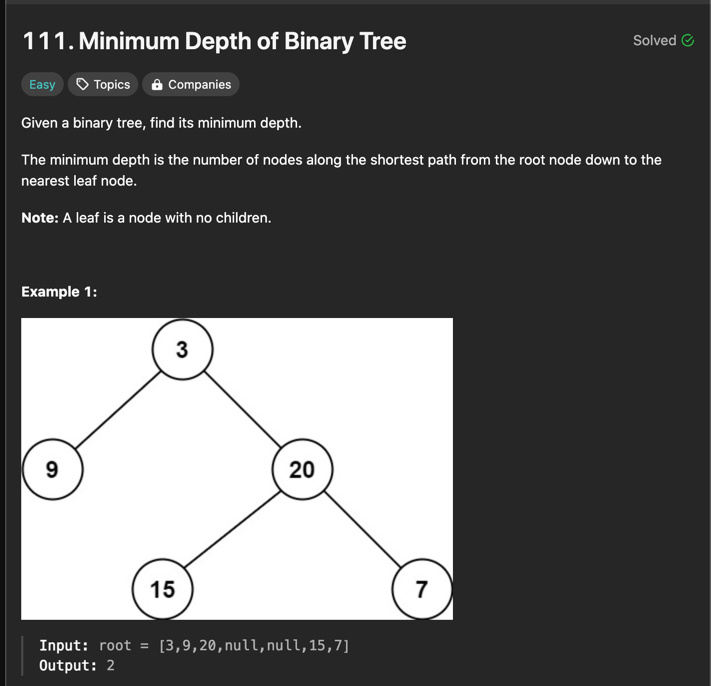 111. Minimum Depth of Binary Tree
Solved
Easy
Topics
Companies
Given a binary tree, find its minimum depth.
The minimum depth is the number of nodes along the shortest path from the root node down to the
nearest leaf node.
Note: A leaf is a node with no children.
Example 1:
3
9
20
15
7
Input: root = [3,9,20,null,null,15,7]
Output: 2